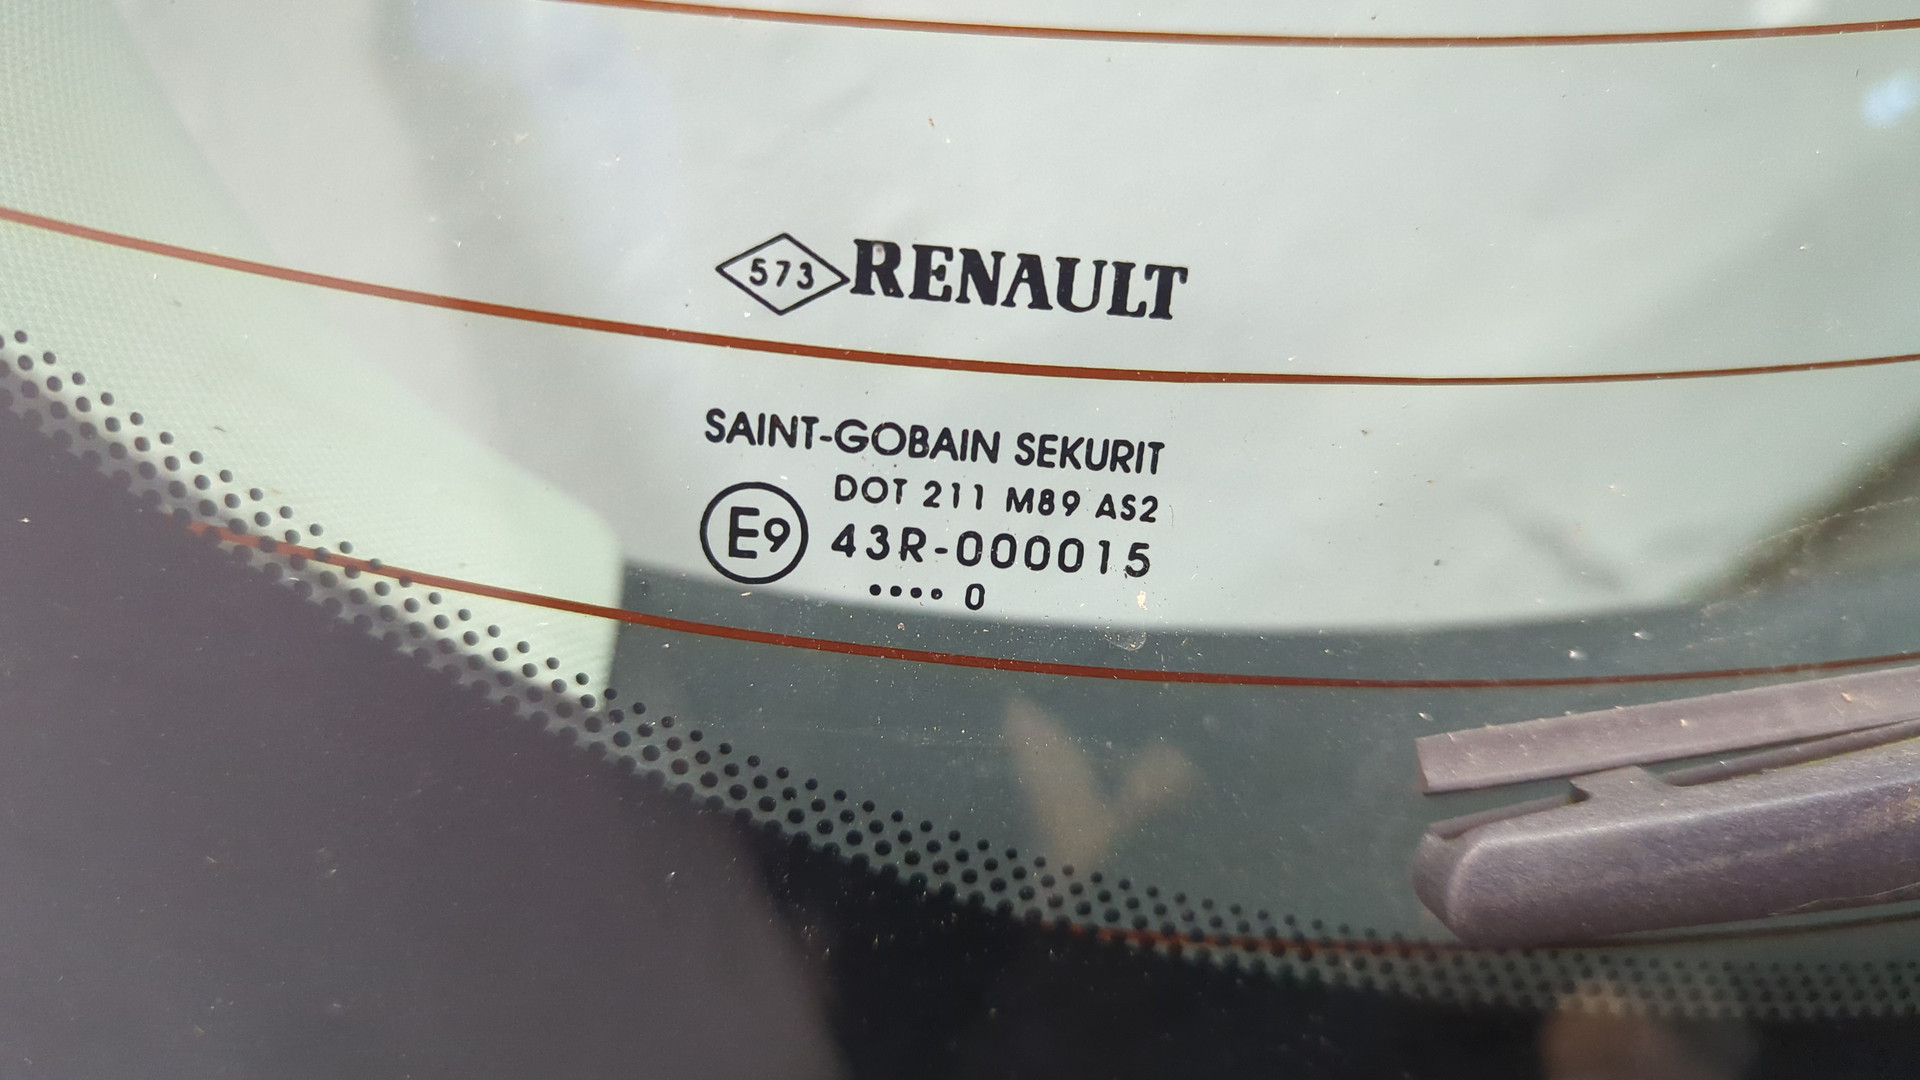 573 RENAULT
SAINT-GOBAIN SEKURIT
DOT 211 M89 AS2
E9 43R-000015
•••• 0